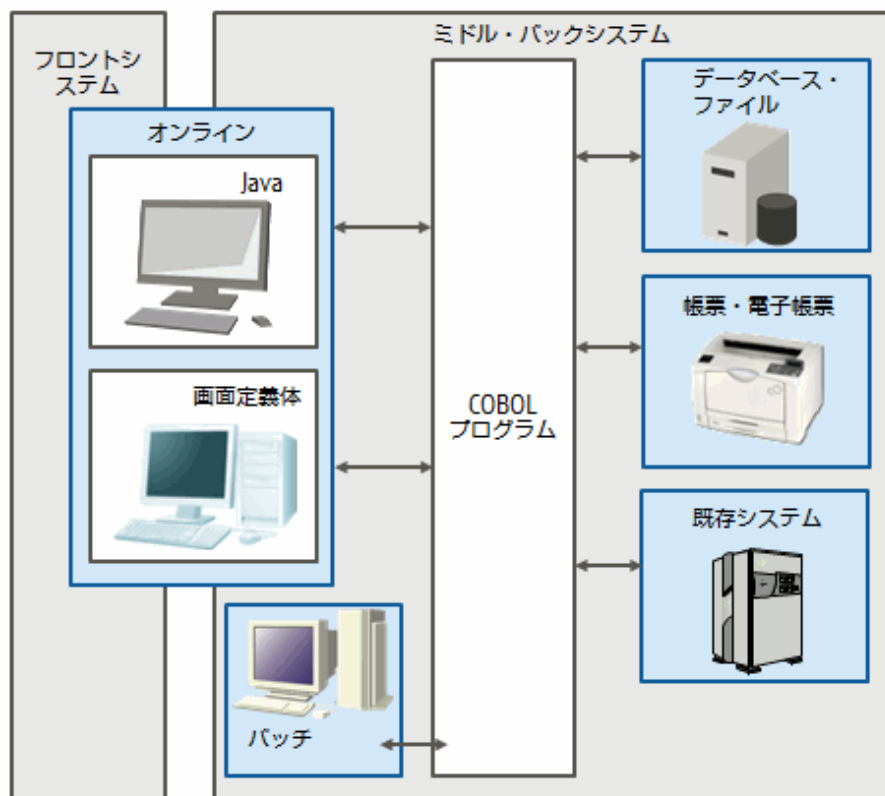 フロントシ
ステム
ミドル・バックシステム
オンライン
Java
画面定義体
バッチ
COBOL
プログラム
データベース・
ファイル
帳票・電子帳票
既存システム